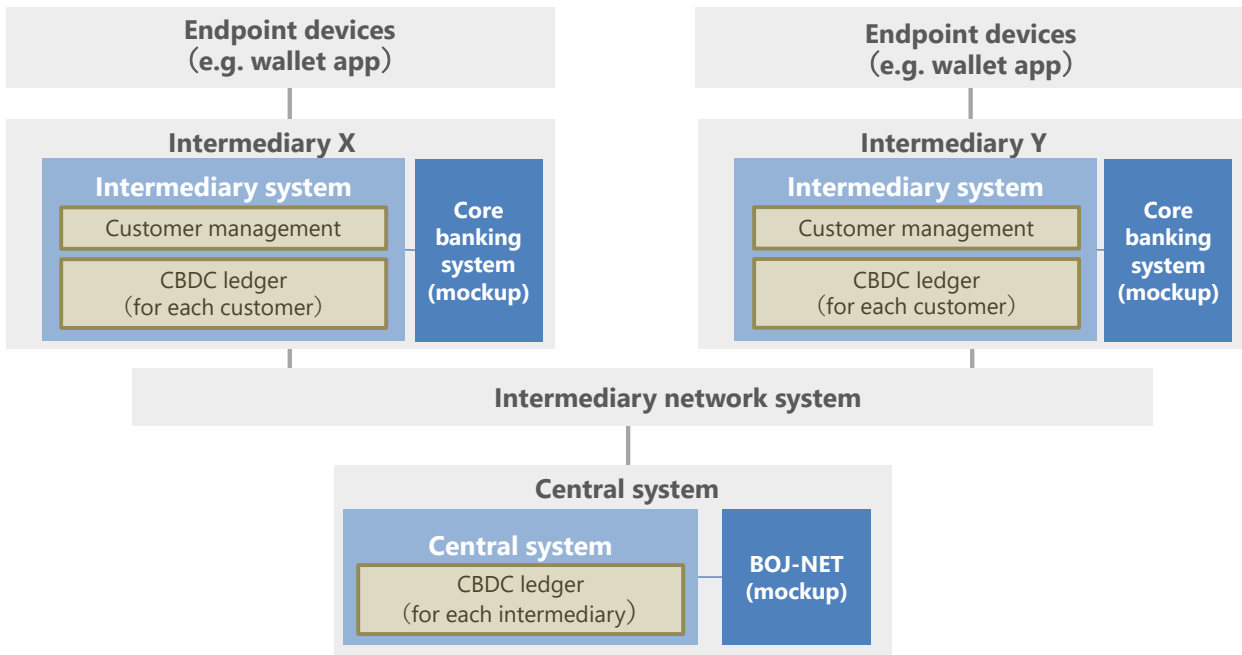 Endpoint devices
（e.g. wallet app）
Endpoint devices
（e.g. wallet app）
Intermediary X
Intermediary system
Customer management
CBDC ledger
（for each customer）
Core
banking
system
(mockup)
Intermediary Y
Intermediary system
Customer management
CBDC ledger
（for each customer）
Core
banking
system
(mockup)
Intermediary network system
Central system
Central system
CBDC ledger
（for each intermediary）
BOJ-NET
(mockup)